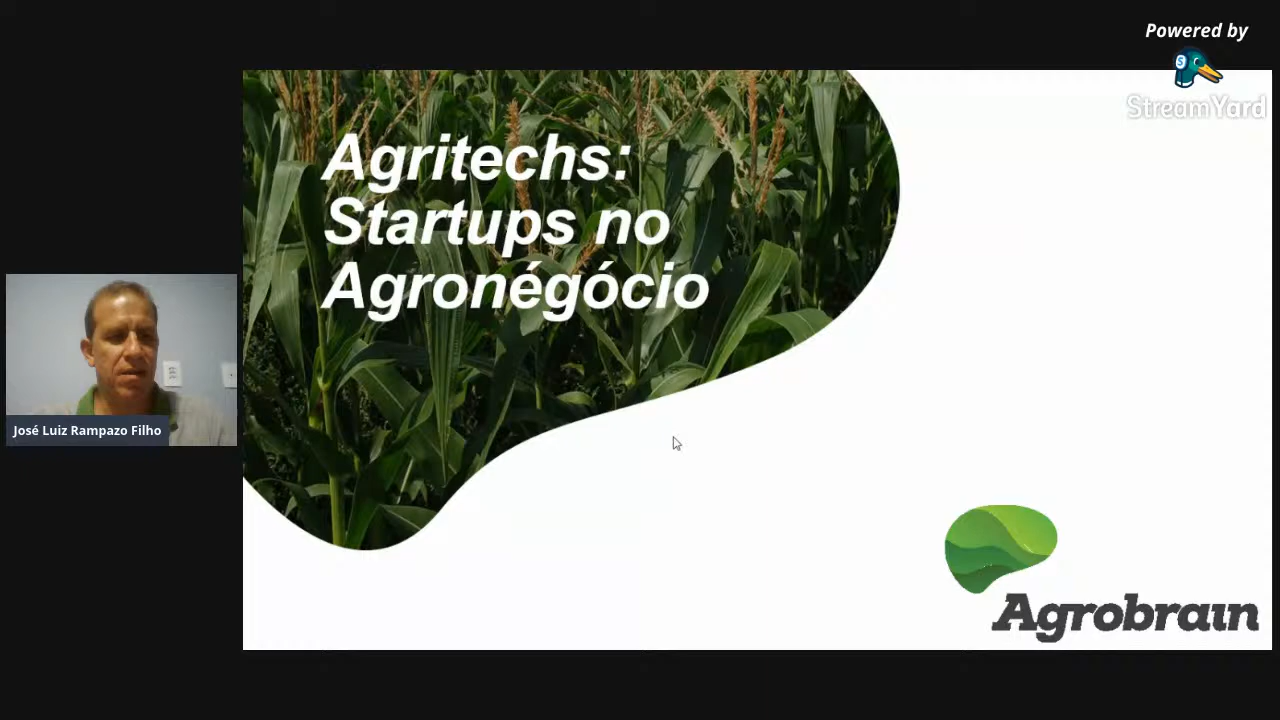 Powered by
StreamYard
Agritechs:
Startups no
Agronégócio
José Luiz Rampazo Filho
Agrobrain